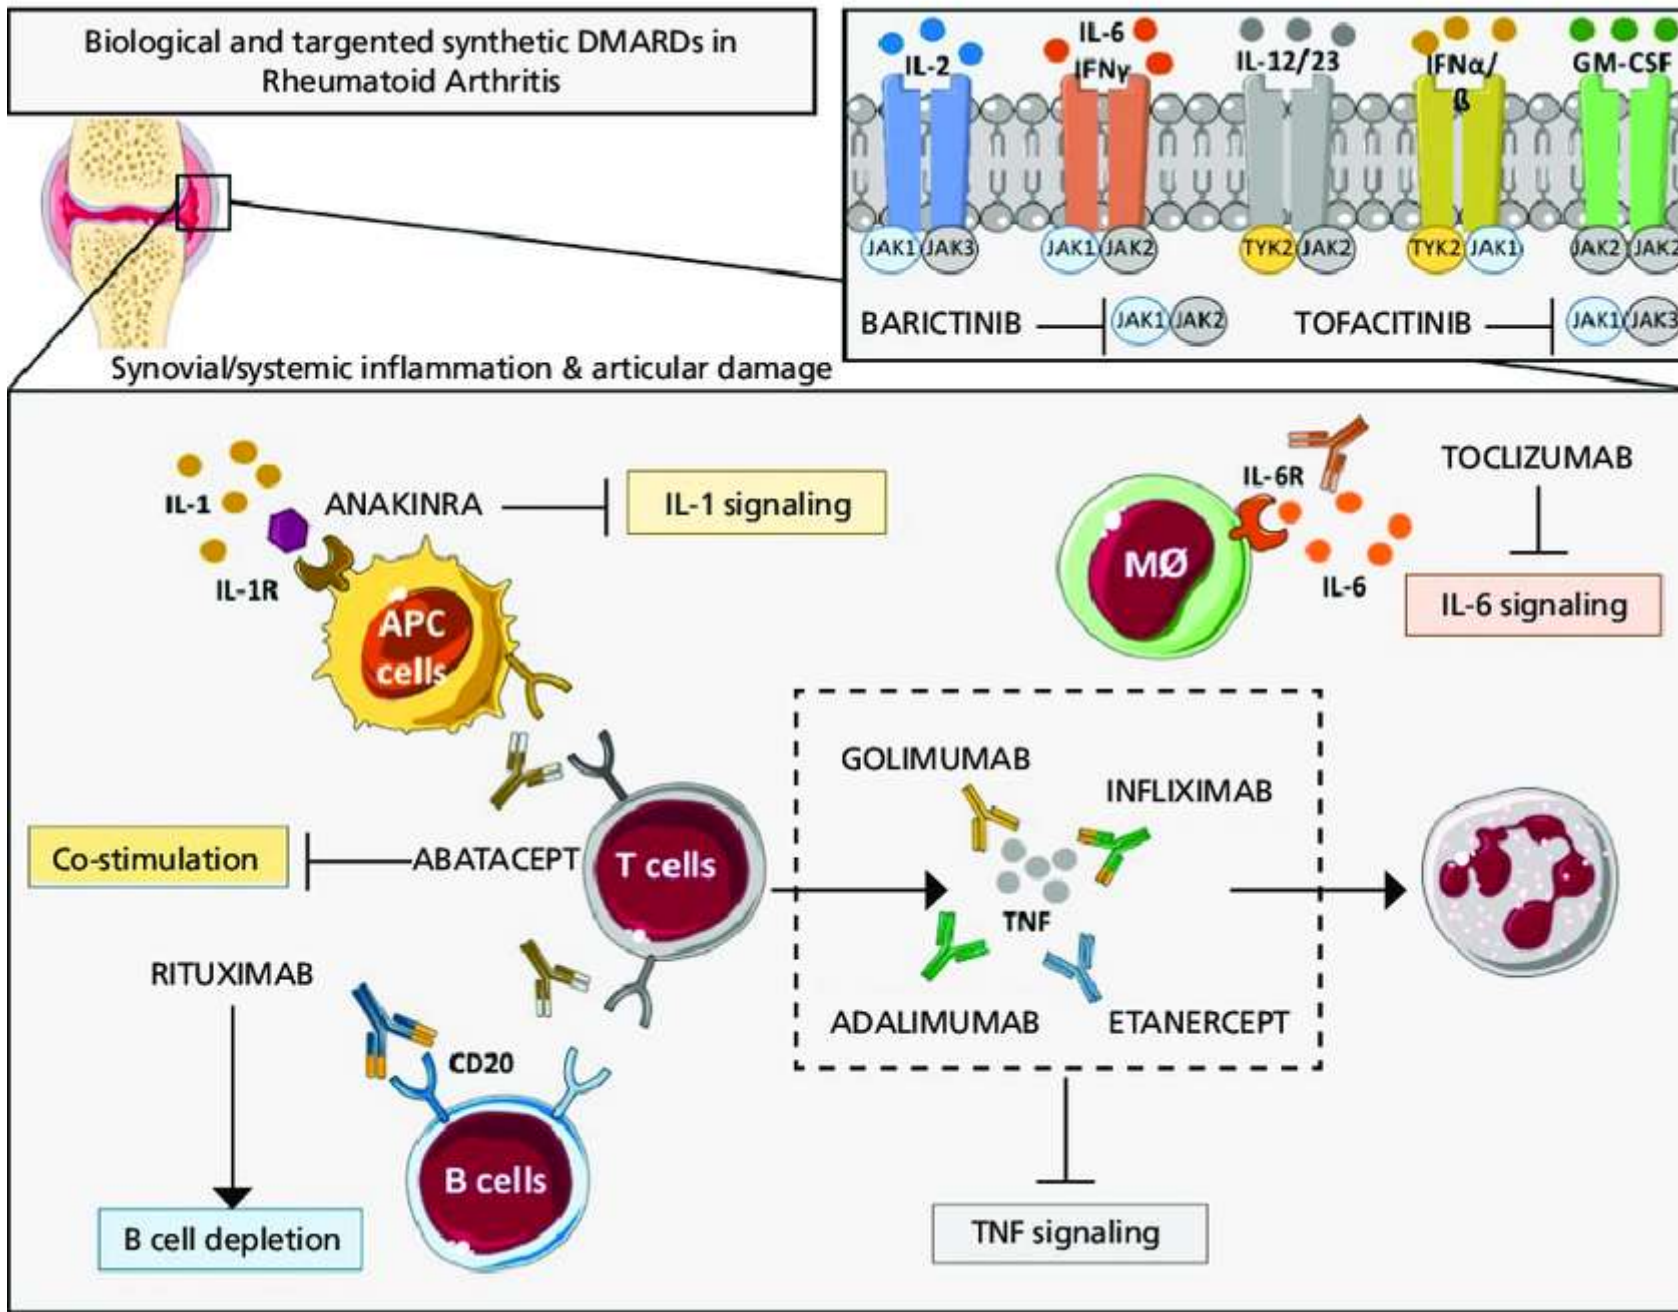 Biological and targented synthetic DMARDs in
Rheumatoid Arthritis
IL-2
IL-6
IFNγ
IL-12/23
IFNα/
ß
GM-CSF
JAK1
JAK3
JAK1
JAK2
TYK2
JAK2
TYK2
JAK1
JAK2
JAK2
BARICTINIB
JAK1
JAK2
TOFACITINIB
JAK1
JAK3
Synovial/systemic inflammation & articular damage
IL-1
ANAKINRA
IL-1 signaling
IL-1R
APC
cells
IL-6R
TOCLIZUMAB
MØ
IL-6
IL-6 signaling
GOLIMUMAB
INFLIXIMAB
Co-stimulation
ABATACEPT
T cells
TNF
RITUXIMAB
ADALIMUMAB
ETANERCEPT
CD20
B cells
B cell depletion
TNF signaling